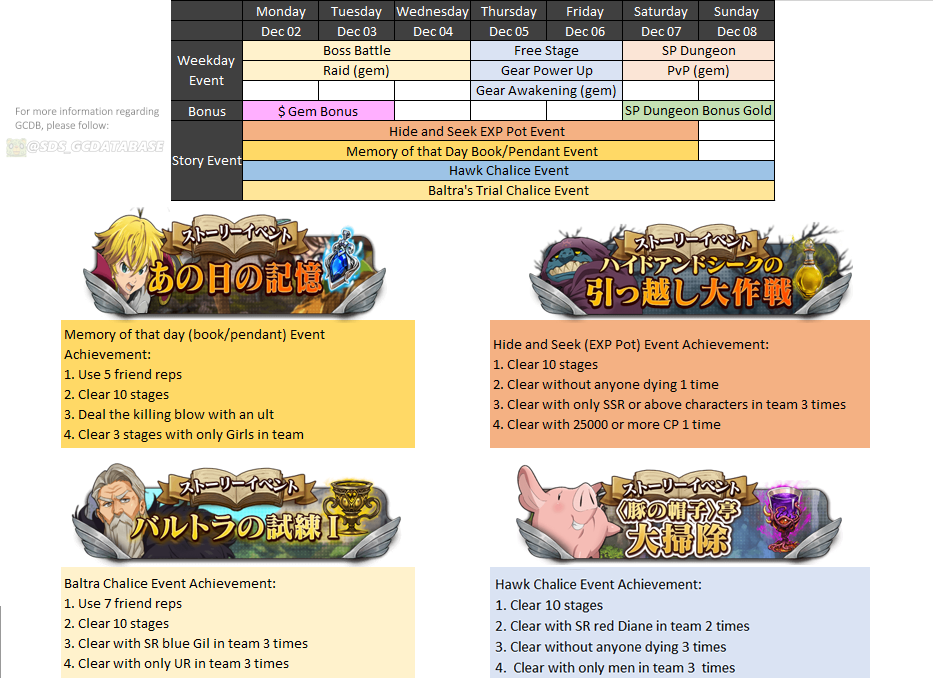 Monday Tuesday Wednesday Thursday Friday Saturday Sunday
Dec 02 Dec 03 Dec 04 Dec 05 Dec 06 Dec 07 Dec 08
Weekday Event
Boss Battle Free Stage SP Dungeon
Raid (gem) Gear Power Up PvP (gem)
Gear Awakening (gem)
Bonus $ Gem Bonus SP Dungeon Bonus Gold
Story Event
Hide and Seek EXP Pot Event
Memory of that Day Book/Pendant Event
Hawk Chalice Event
Baltra's Trial Chalice Event
For more information regarding
GCDB, please follow:
@SDS_GCDATABASE
ストーリーイベント
あの日の記憶
Memory of that day (book/pendant) Event
Achievement:
1. Use 5 friend reps
2. Clear 10 stages
3. Deal the killing blow with an ult
4. Clear 3 stages with only Girls in team
ストーリーイベント
ハイドアンドシークの
引っ越し大作戦
Hide and Seek (EXP Pot) Event Achievement:
1. Clear 10 stages
2. Clear without anyone dying 1 time
3. Clear with only SSR or above characters in team 3 times
4. Clear with 25000 or more CP 1 time
ストーリーイベント
バルトラの試練 I
Baltra Chalice Event Achievement:
1. Use 7 friend reps
2. Clear 10 stages
3. Clear with SR blue Gil in team 3 times
4. Clear with only UR in team 3 times
ストーリーイベント
〈豚の帽子〉亭
大掃除
Hawk Chalice Event Achievement:
1. Clear 10 stages
2. Clear with SR red Diane in team 2 times
3. Clear without anyone dying 3 times
4. Clear with only men in team 3 times